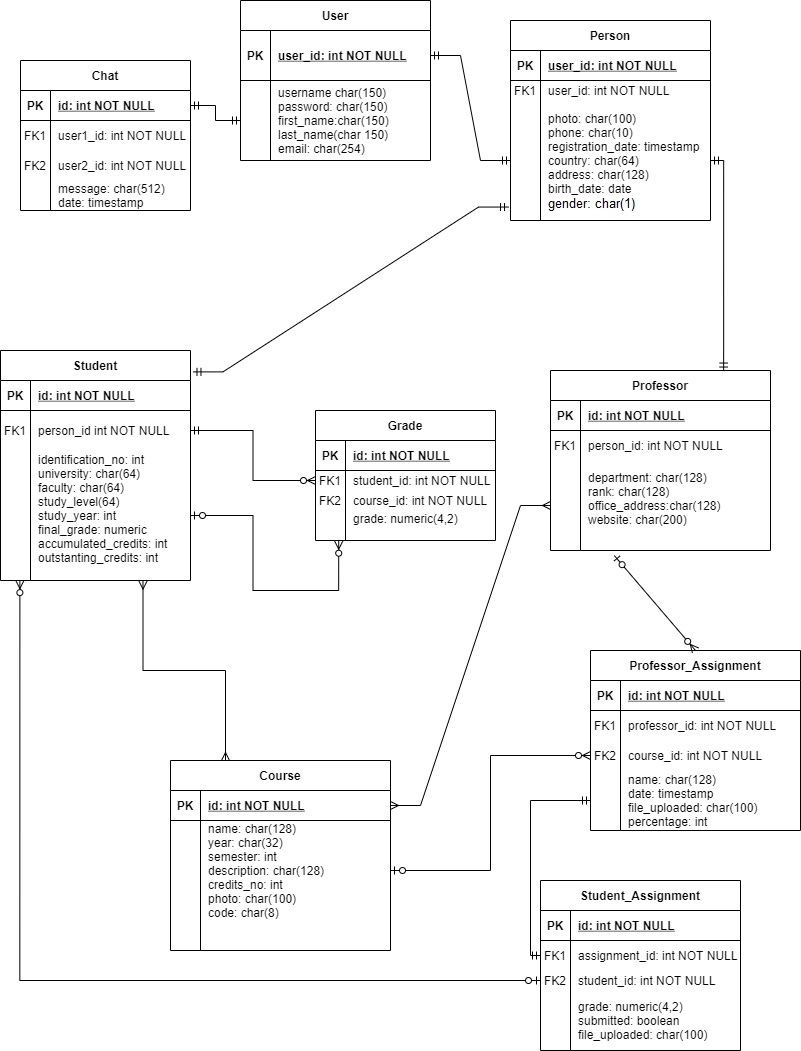 User
PK user_id: int NOT NULL
username char(150)
password: char(150)
first_name:char(150)
last_name(char 150)
email: char(254)
Person
PK user_id: int NOT NULL
FK1 user_id: int NOT NULL
photo: char(100)
phone: char(10)
registration_date: timestamp
country: char(64)
address: char(128)
birth_date: date
gender: char(1)
Chat
PK id: int NOT NULL
FK1 user1_id: int NOT NULL
FK2 user2_id: int NOT NULL
message: char(512)
date: timestamp
Student
PK id: int NOT NULL
FK1 person_id int NOT NULL
identification_no: int
university: char(64)
faculty: char(64)
study_level(64)
study_year: int
final_grade: numeric
accumulated_credits: int
outstanting_credits: int
Grade
PK id: int NOT NULL
FK1 student_id: int NOT NULL
FK2 course_id: int NOT NULL
grade: numeric(4,2)
Professor
PK id: int NOT NULL
FK1 person_id: int NOT NULL
department: char(128)
rank: char(128)
office_address:char(128)
website: char(200)
Professor_Assignment
PK id: int NOT NULL
FK1 professor_id: int NOT NULL
FK2 course_id: int NOT NULL
name: char(128)
date: timestamp
file_uploaded: char(100)
percentage: int
Course
PK id: int NOT NULL
name: char(128)
year: char(32)
semester: int
description: char(128)
credits_no: int
photo: char(100)
code: char(8)
Student_Assignment
PK id: int NOT NULL
FK1 assignment_id: int NOT NULL
FK2 student_id: int NOT NULL
grade: numeric(4,2)
submitted: boolean
file_uploaded: char(100)